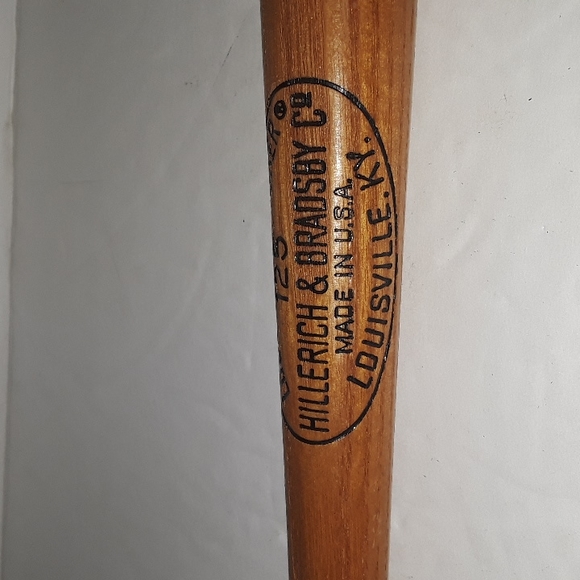 125
HILLERICH & BRADSBY Cº
MADE IN U.S.A.
LOUISVILLE. KY.